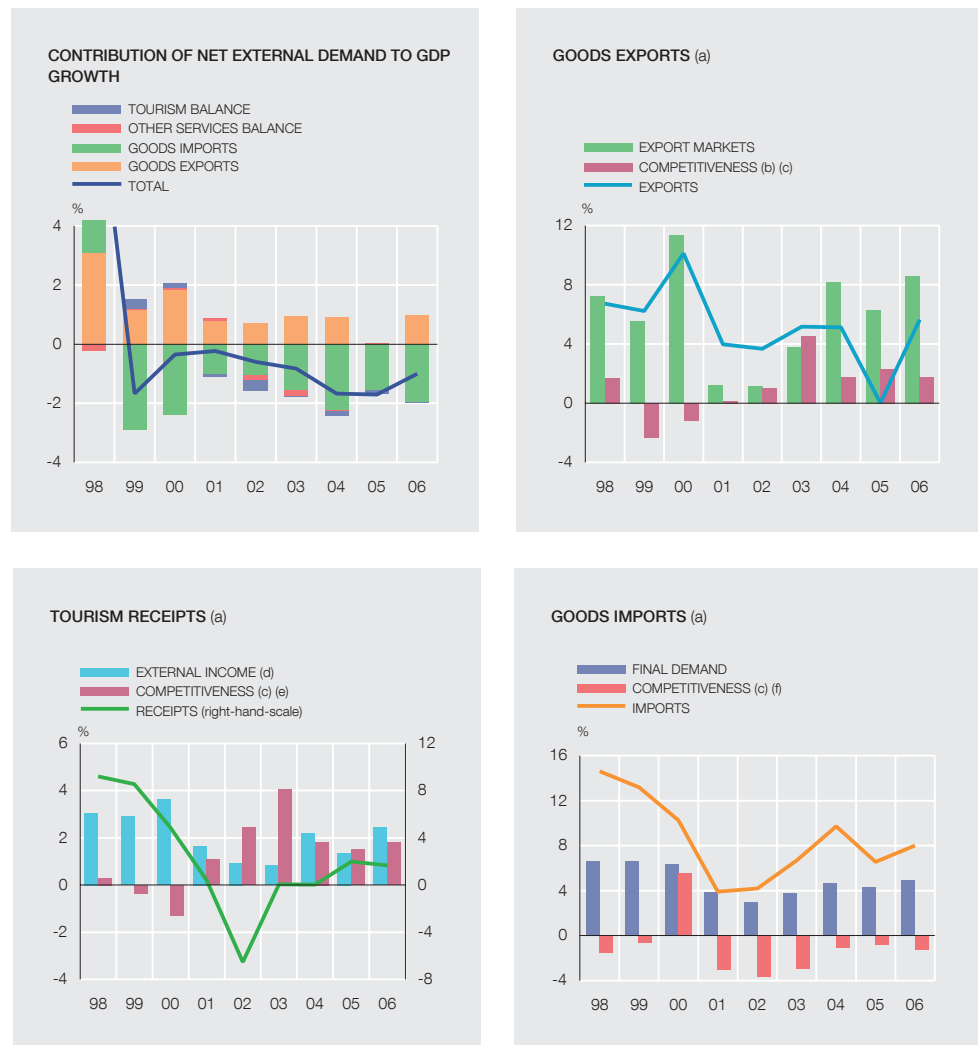 CONTRIBUTION OF NET EXTERNAL DEMAND TO GDP
GROWTH
TOURISM BALANCE
OTHER SERVICES BALANCE
GOODS IMPORTS
GOODS EXPORTS
TOTAL
%
4
2
0
-2
-4
98 99 00 01 02 03 04 05 06
GOODS EXPORTS (a)
EXPORT MARKETS
COMPETITIVENESS (b) (c)
EXPORTS
%
12
8
4
0
-4
98 99 00 01 02 03 04 05 06
TOURISM RECEIPTS (a)
EXTERNAL INCOME (d)
COMPETITIVENESS (c) (e)
RECEIPTS (right-hand-scale)
%
6 12
4 8
2 4
0 0
-2 -4
-4 -8
98 99 00 01 02 03 04 05 06
GOODS IMPORTS (a)
FINAL DEMAND
COMPETITIVENESS (c) (f)
IMPORTS
%
16
12
8
4
0
-4
98 99 00 01 02 03 04 05 06